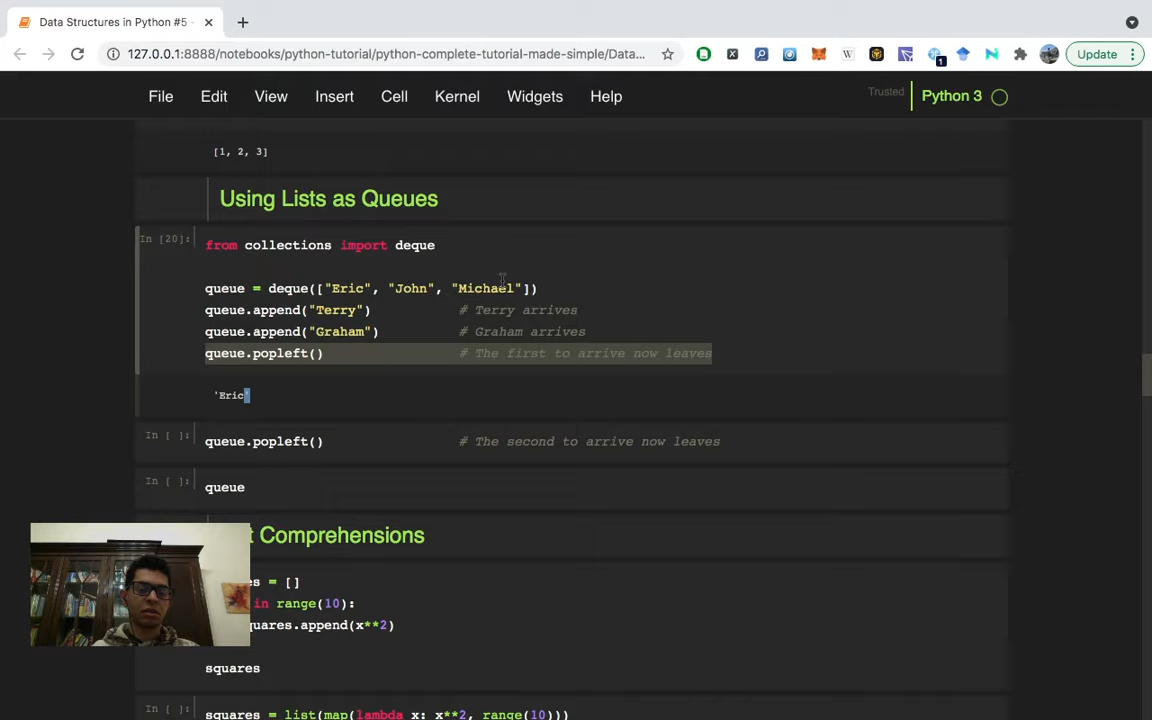 Data Structures in Python #5 -
127.0.0.1:8888/notebooks/python-tutorial/python-complete-tutorial-made-simple/Data...
1
Update
File Edit View Insert Cell Kernel Widgets Help
Trusted
Python 3
[1, 2, 3]
Using Lists as Queues
In [20]:
from collections import deque
queue = deque(["Eric", "John", "Michael"])
queue.append("Terry") # Terry arrives
queue.append("Graham") # Graham arrives
queue.popleft() # The first to arrive now leaves
'Eric'
In [ ]:
queue.popleft() # The second to arrive now leaves
In [ ]:
queue
Comprehensions
= []
in range(10):
squares
In [ ]:
squares = list(map(lambda x: x**2, range(10)))